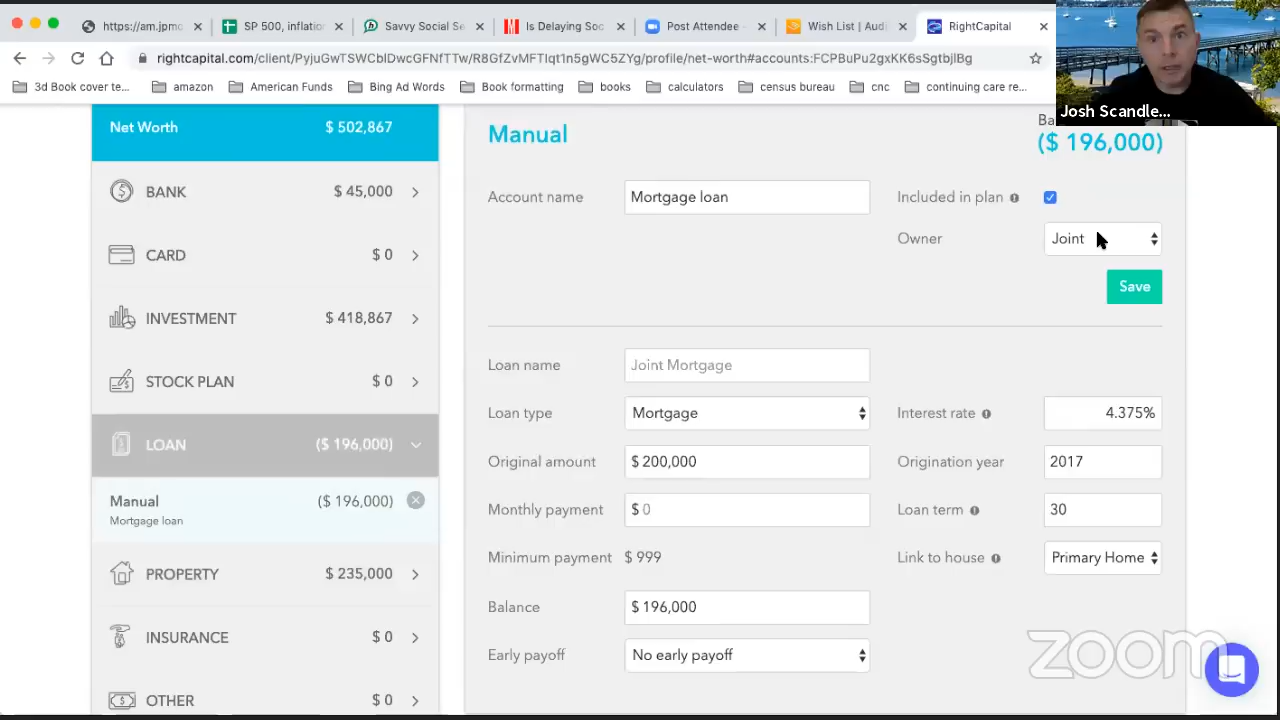 https://am.jpmo
SP 500, inflatior
Savvy Social Se
Is Delaying Soc
Post Attendee
Wish List | Audi
RightCapital
rightcapital.com/client/PyjuGwTSWCblDwcGFNfTTw/R8GfZvMFTlqt1n5gWC5ZYg/profile/net-worth#accounts:FCPBuPu2gxKK6sSgtbjlBg
3d Book cover te...
amazon
American Funds
Bing Ad Words
Book formatting
books
calculators
census bureau
cnc
continuing care re...
Josh Scandle...
Net Worth $ 502,867
BANK $ 45,000
CARD $ 0
INVESTMENT $ 418,867
STOCK PLAN $ 0
LOAN ($ 196,000)
Manual ($ 196,000)
Mortgage loan
PROPERTY $ 235,000
INSURANCE $ 0
OTHER $ 0
Manual
($ 196,000)
Account name Mortgage loan Included in plan
Owner Joint
Save
Loan name Joint Mortgage
Loan type Mortgage Interest rate 4.375%
Original amount $ 200,000 Origination year 2017
Monthly payment $ 0 Loan term 30
Minimum payment $ 999 Link to house Primary Home
Balance $ 196,000
Early payoff No early payoff
zoom